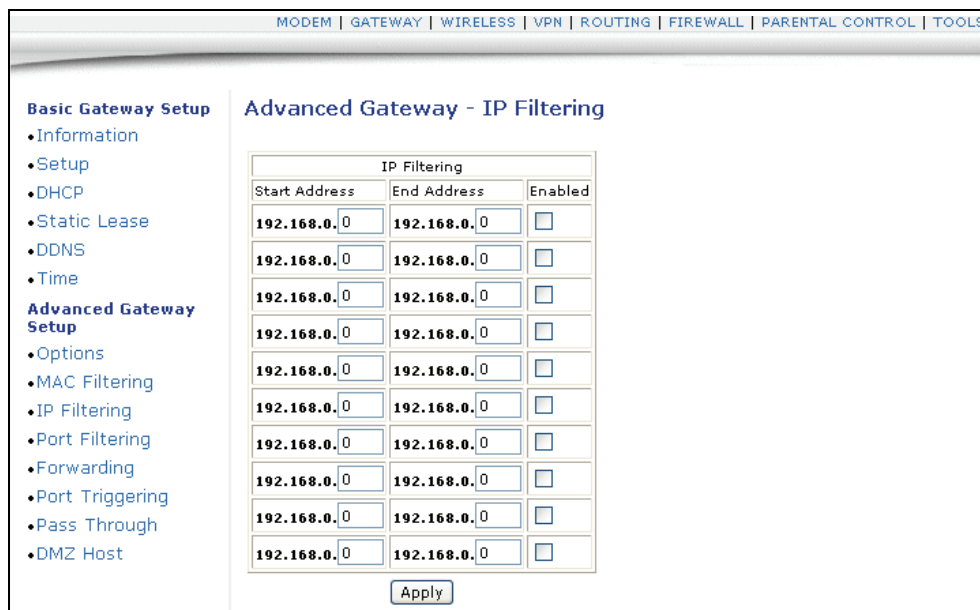 MODEM | GATEWAY | WIRELESS | VPN | ROUTING | FIREWALL | PARENTAL CONTROL | TOOLS
Basic Gateway Setup
•Information
•Setup
•DHCP
•Static Lease
•DDNS
•Time
Advanced Gateway
Setup
•Options
•MAC Filtering
•IP Filtering
•Port Filtering
•Forwarding
•Port Triggering
•Pass Through
•DMZ Host
Advanced Gateway - IP Filtering
IP Filtering
Start Address End Address Enabled
192.168.0. 0 192.168.0. 0
192.168.0. 0 192.168.0. 0
192.168.0. 0 192.168.0. 0
192.168.0. 0 192.168.0. 0
192.168.0. 0 192.168.0. 0
192.168.0. 0 192.168.0. 0
192.168.0. 0 192.168.0. 0
192.168.0. 0 192.168.0. 0
192.168.0. 0 192.168.0. 0
192.168.0. 0 192.168.0. 0
Apply